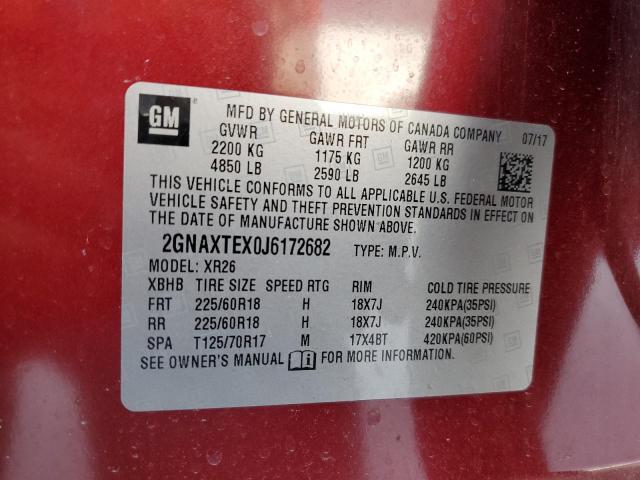 GM
MFD BY GENERAL MOTORS OF CANADA COMPANY 07/17
GVWR GAWR FRT GAWR RR
2200 KG 1175 KG 1200 KG
4850 LB 2590 LB 2645 LB
THIS VEHICLE CONFORMS TO ALL APPLICABLE U.S. FEDERAL MOTOR
VEHICLE SAFETY AND THEFT PREVENTION STANDARDS IN EFFECT ON
THE DATE OF MANUFACTURE SHOWN ABOVE.
2GNAXTEX0J6172682 TYPE: M.P.V.
MODEL: XR26
XBHB TIRE SIZE SPEED RTG RIM COLD TIRE PRESSURE
FRT 225/60R18 H 18X7J 240KPA(35PSI)
RR 225/60R18 H 18X7J 240KPA(35PSI)
SPA T125/70R17 M 17X4BT 420KPA(60PSI)
SEE OWNER'S MANUAL FOR MORE INFORMATION